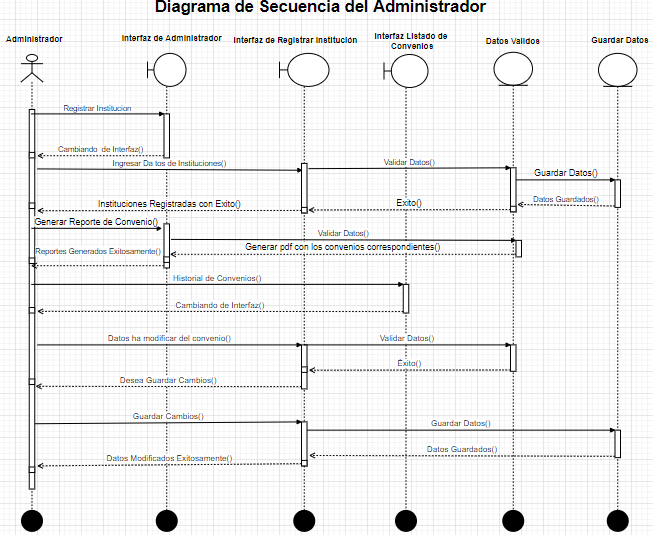 Diagrama de Secuencia del Administrador
Administrador
Interfaz de Administrador
Interfaz de Registrar Institución
Interfaz Listado de
Convenios
Datos Validos
Guardar Datos
Registrar Institucion
Cambiando de Interfaz()
Ingresar Da tos de Instituciones()
Validar Datos()
Guardar Datos()
Datos Guardados()
Instituciones Registradas con Exito()
Exito()
Generar Reporte de Convenio()
Validar Datos()
Generar pdf con los convenios correspondientes()
Reportes Generados Exitosamente()
Historial de Convenios()
Cambiando de Interfaz()
Datos ha modificar del convenio()
Validar Datos()
Éxito()
Desea Guardar Cambios()
Guardar Cambios()
Guardar Datos()
Datos Guardados()
Datos Modificados Exitosamente()